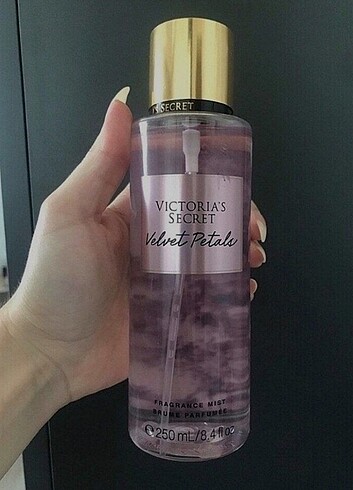 SECRET
VICTORIA'S
SECRET
Velvet Petals
FRAGRANCE MIST
BRUME PARFUMÉE
℮250 mL/8,4 fl oz